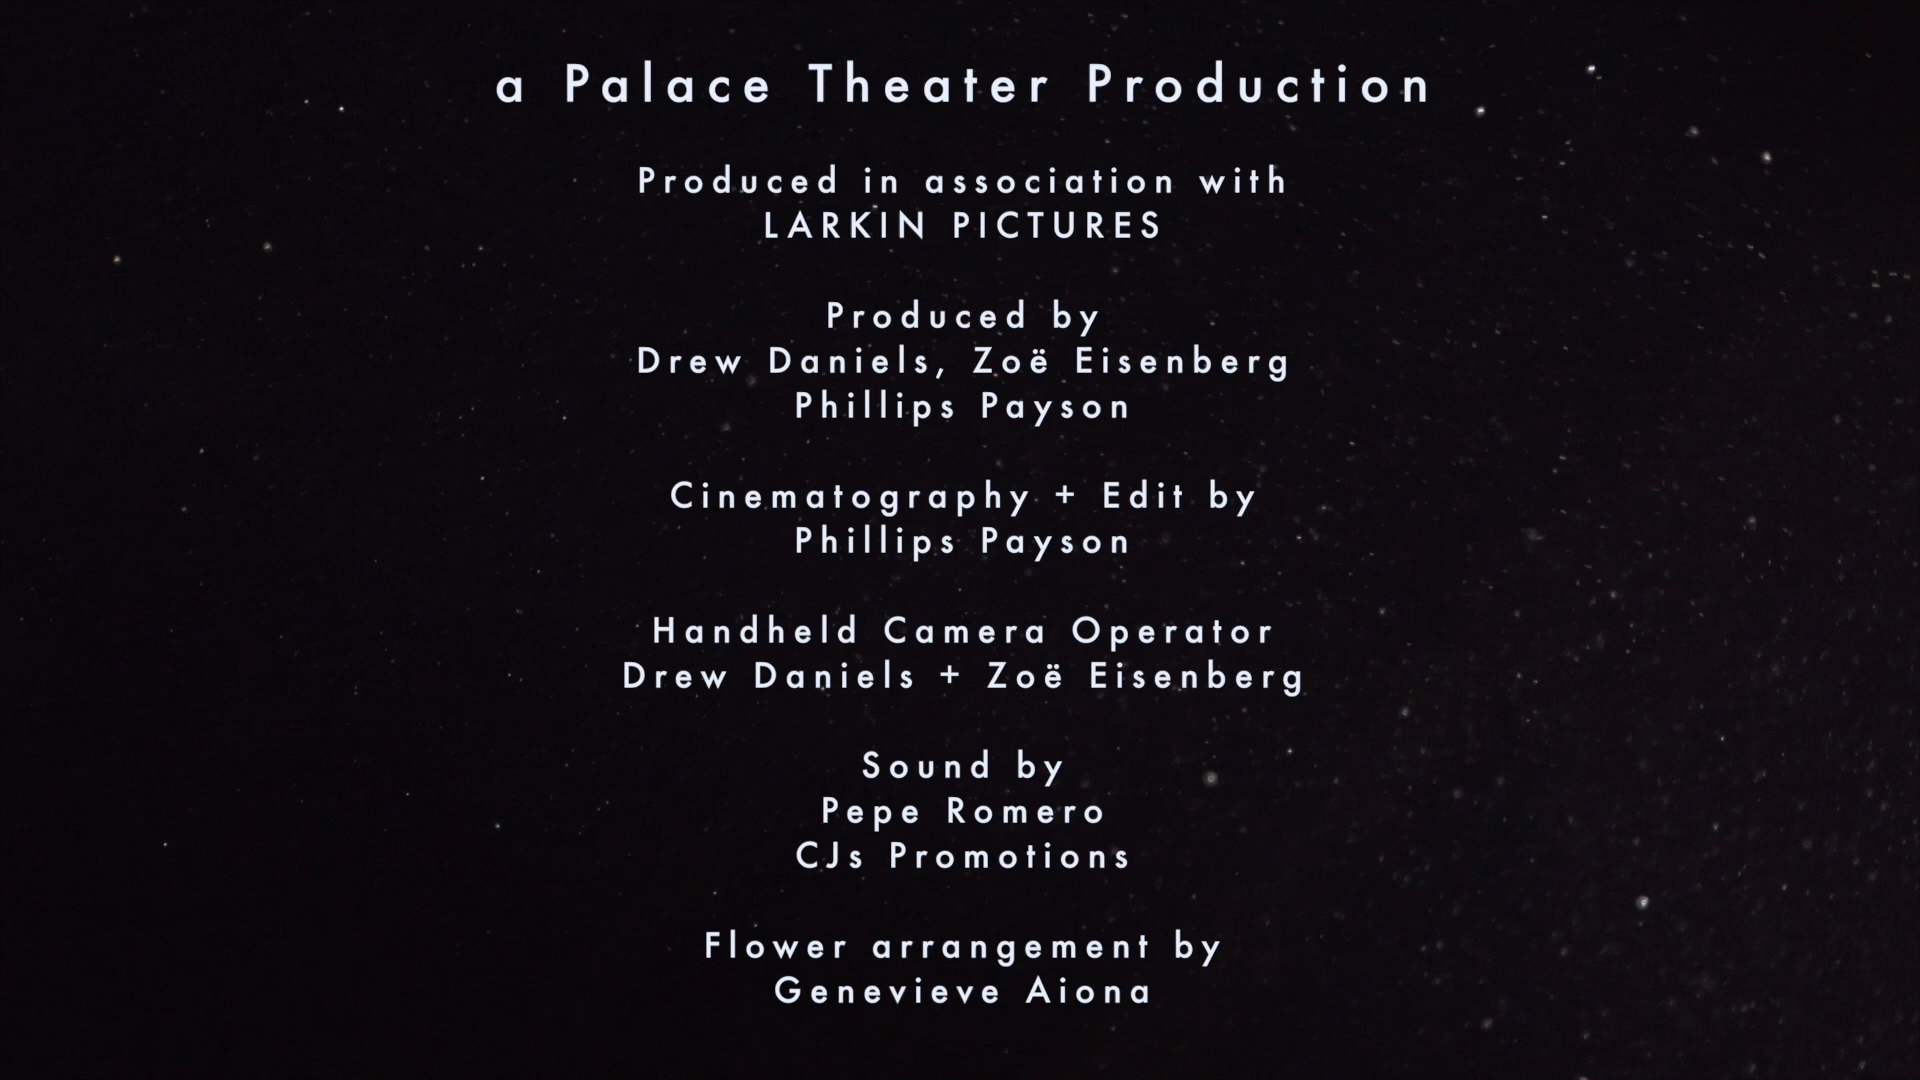 a Palace Theater Production
Produced in association with
LARKIN PICTURES
Produced by
Drew Daniels, Zoë Eisenberg
Phillips Payson
Cinematography + Edit by
Phillips Payson
Handheld Camera Operator
Drew Daniels + Zoë Eisenberg
Sound by
Pepe Romero
CJs Promotions
Flower arrangement by
Genevieve Aiona